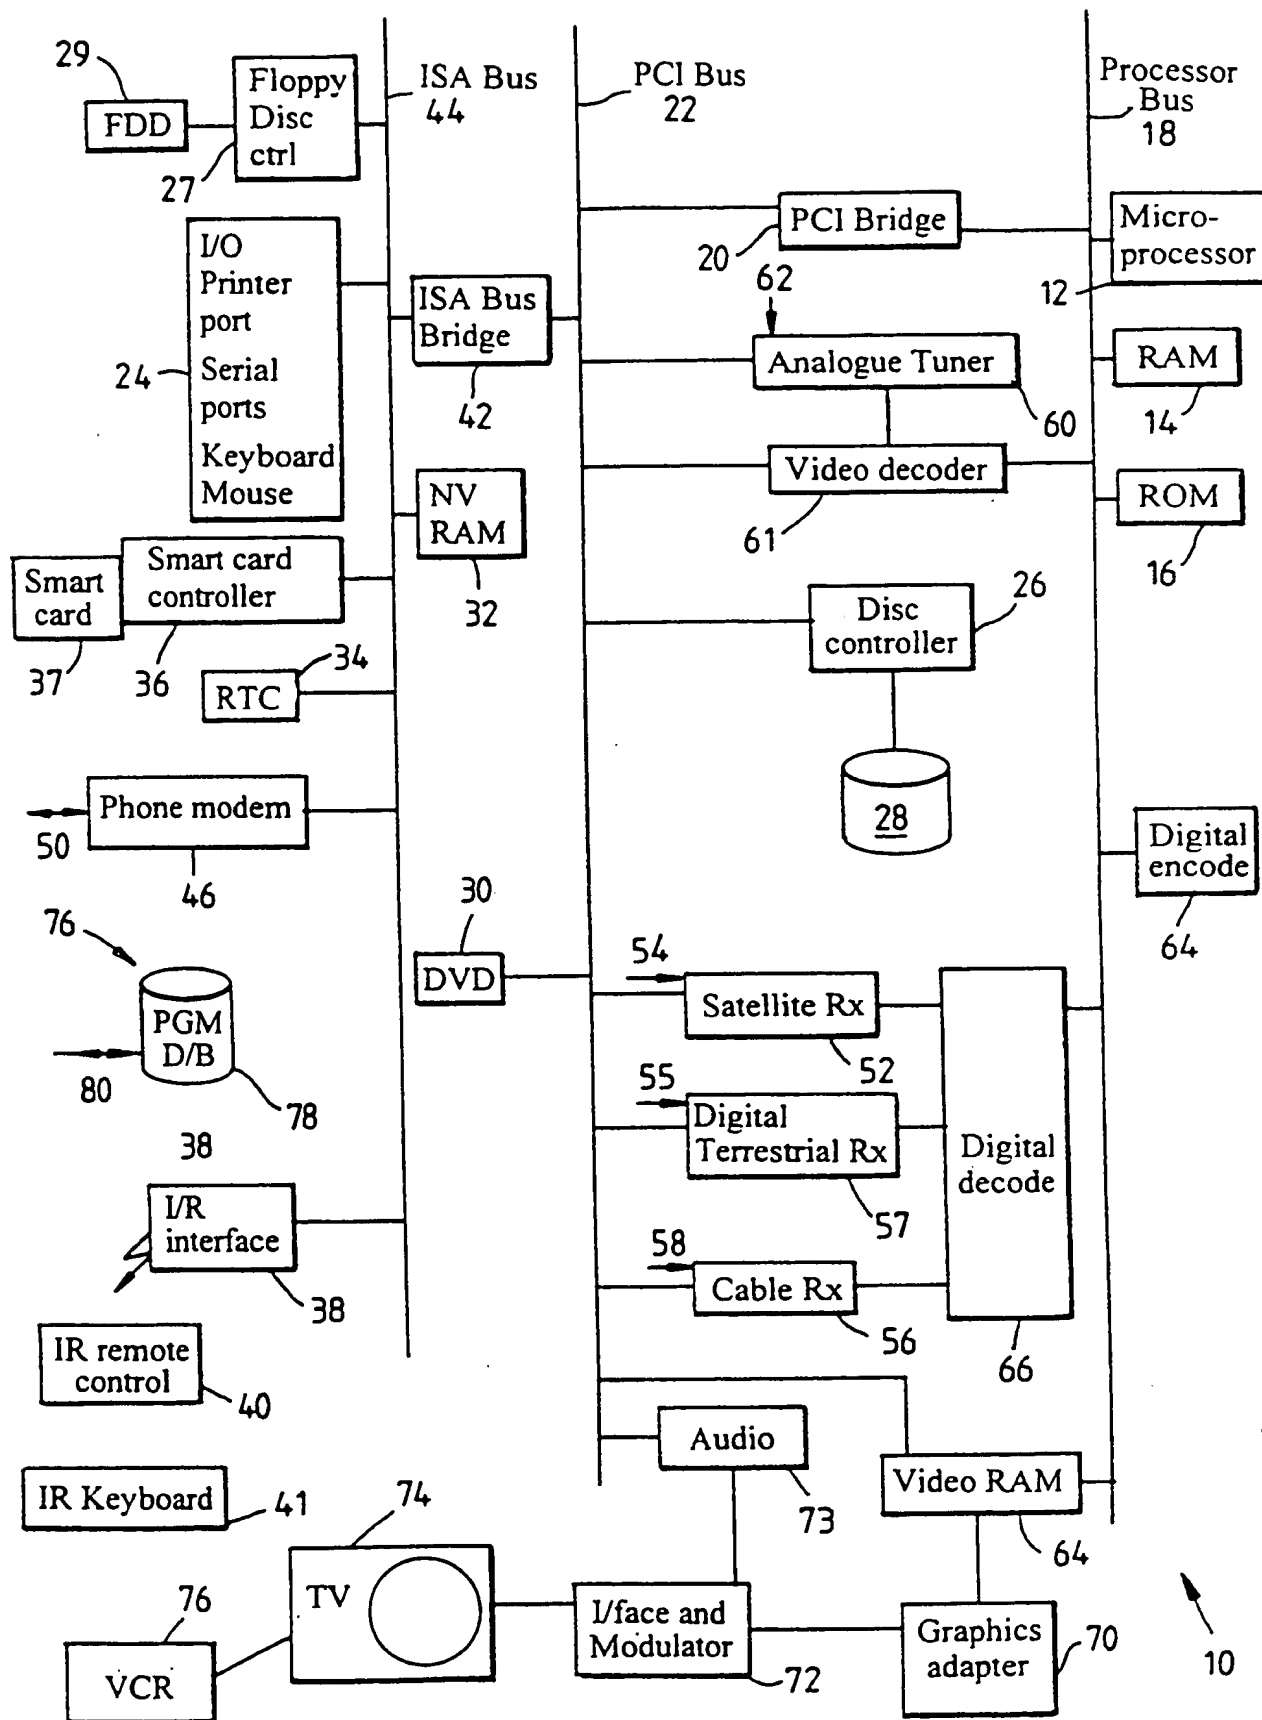 29
FDD
Floppy
Disc
ctrl
27
ISA Bus
44
PCI Bus
22
Processor
Bus
18
I/O
Printer
port
Serial
ports
Keyboard
Mouse
24
ISA Bus
Bridge
42
PCI Bridge
20
Micro-
processor
12
62
Analogue Tuner
60
RAM
14
Video decoder
61
ROM
16
NV
RAM
32
Smart
card
37
Smart card
controller
36
34
RTC
Disc
controller
26
28
Phone modem
50
46
Digital
encode
64
76
PGM
D/B
80
78
30
DVD
54
Satellite Rx
52
55
Digital
Terrestrial Rx
57
58
Cable Rx
56
Digital
decode
66
38
I/R
interface
38
IR remote
control
40
IR Keyboard
41
Audio
73
Video RAM
64
74
TV
76
VCR
I/face and
Modulator
72
Graphics
adapter
70
10